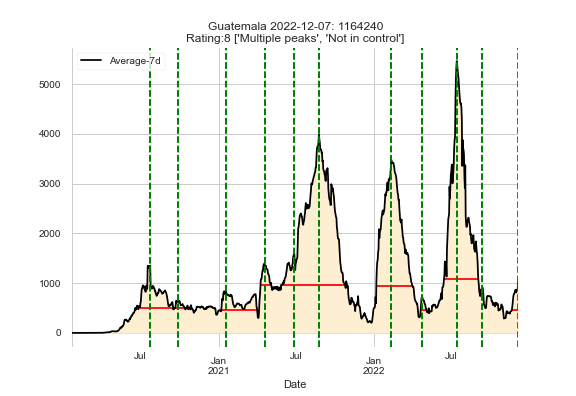 Guatemala 2022-12-07: 1164240
Rating:8 ['Multiple peaks', 'Not in control']
Average-7d
5000
4000
3000
2000
1000
0
Jul
Jan
2021
Jul
Jan
2022
Jul
Date